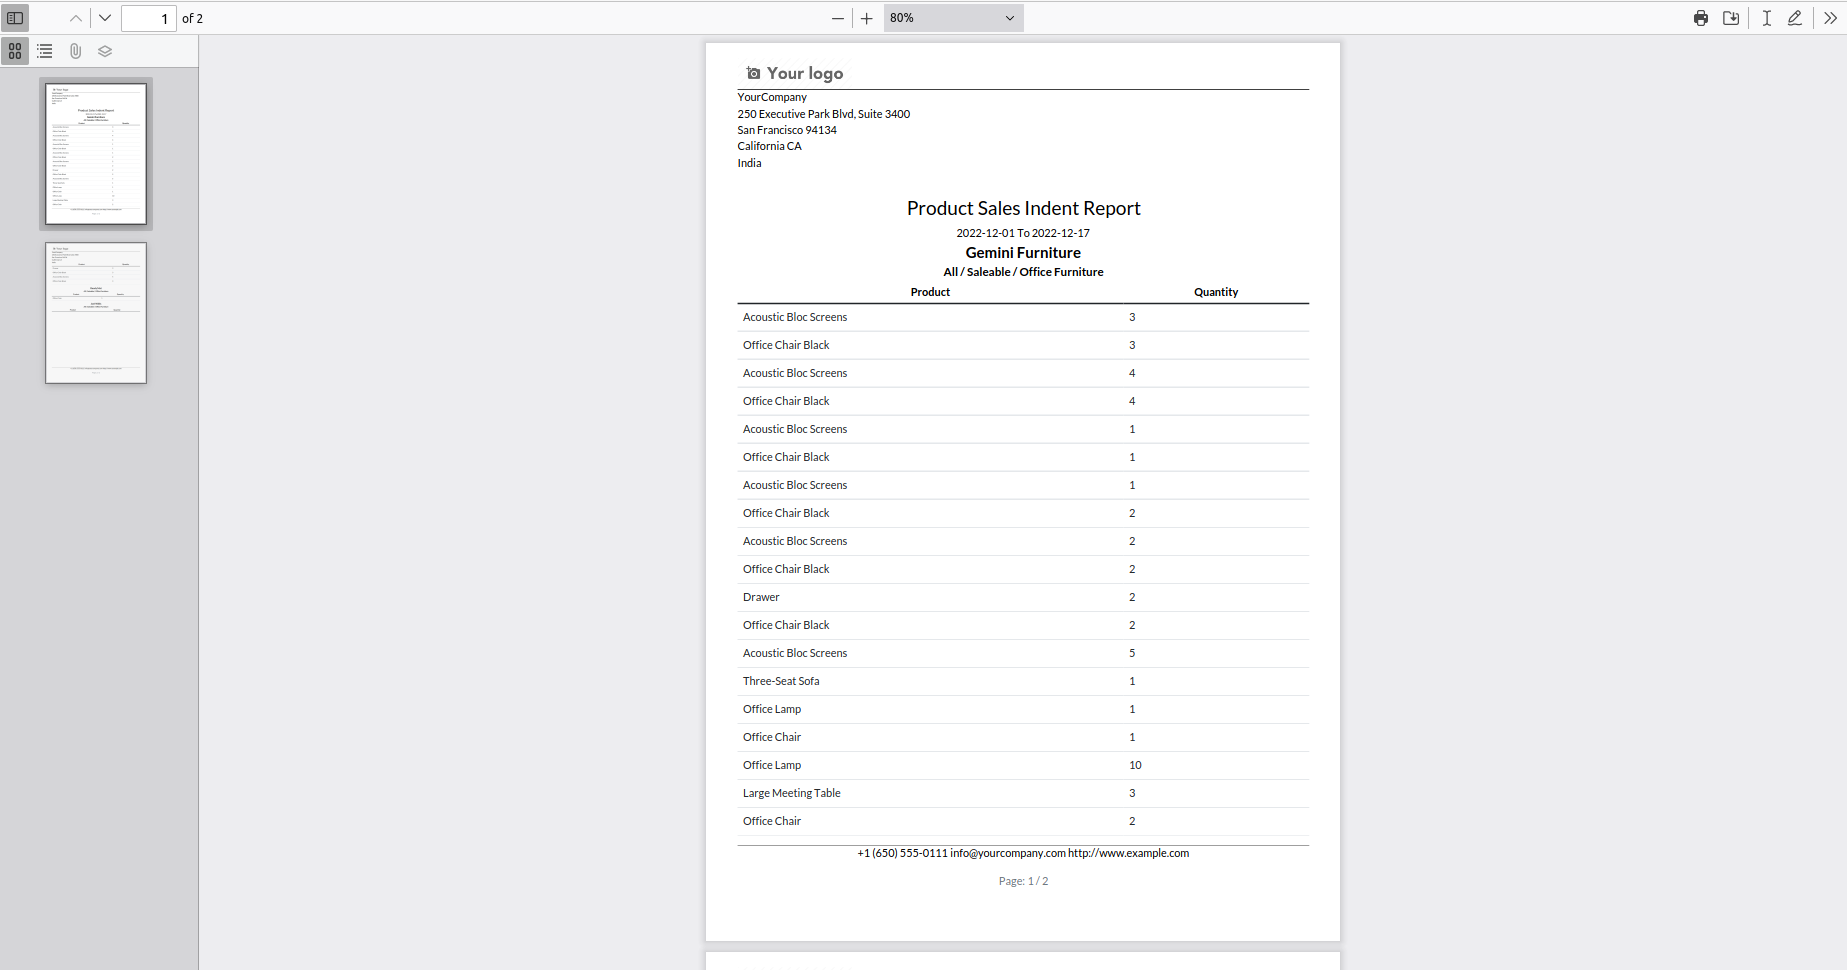 1 of 2 80%
Your logo
YourCompany
250 Executive Park Blvd, Suite 3400
San Francisco 94134
California CA
India
Product Sales Indent Report
2022-12-01 To 2022-12-17
Gemini Furniture
All / Saleable / Office Furniture
Product Quantity
Acoustic Bloc Screens 3
Office Chair Black 3
Acoustic Bloc Screens 4
Office Chair Black 4
Acoustic Bloc Screens 1
Office Chair Black 1
Acoustic Bloc Screens 1
Office Chair Black 2
Acoustic Bloc Screens 2
Office Chair Black 2
Drawer 2
Office Chair Black 2
Acoustic Bloc Screens 5
Three-Seat Sofa 1
Office Lamp 1
Office Chair 1
Office Lamp 10
Large Meeting Table 3
Office Chair 2
+1 (650) 555-0111 info@yourcompany.com http://www.example.com
Page: 1 / 2